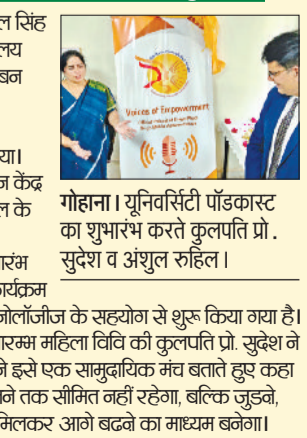 ल सिंह
लय
बन
Voices of Empowerment
या।
न केंद्र
ल के
रंभ
र्यक्रम
गोहाना। यूनिवर्सिटी पॉडकास्ट
का शुभारंभ करते कुलपति प्रो.
सुदेश व अंशुल रुहिल।
नोलॉजीज के सहयोग से शुरू किया गया है।
ारम्भ महिला विवि की कुलपति प्रो. सुदेश ने
ने इसे एक सामुदायिक मंच बताते हुए कहा
ने तक सीमित नहीं रहेगा, बल्कि जुड़ने,
मिलकर आगे बढ़ने का माध्यम बनेगा।